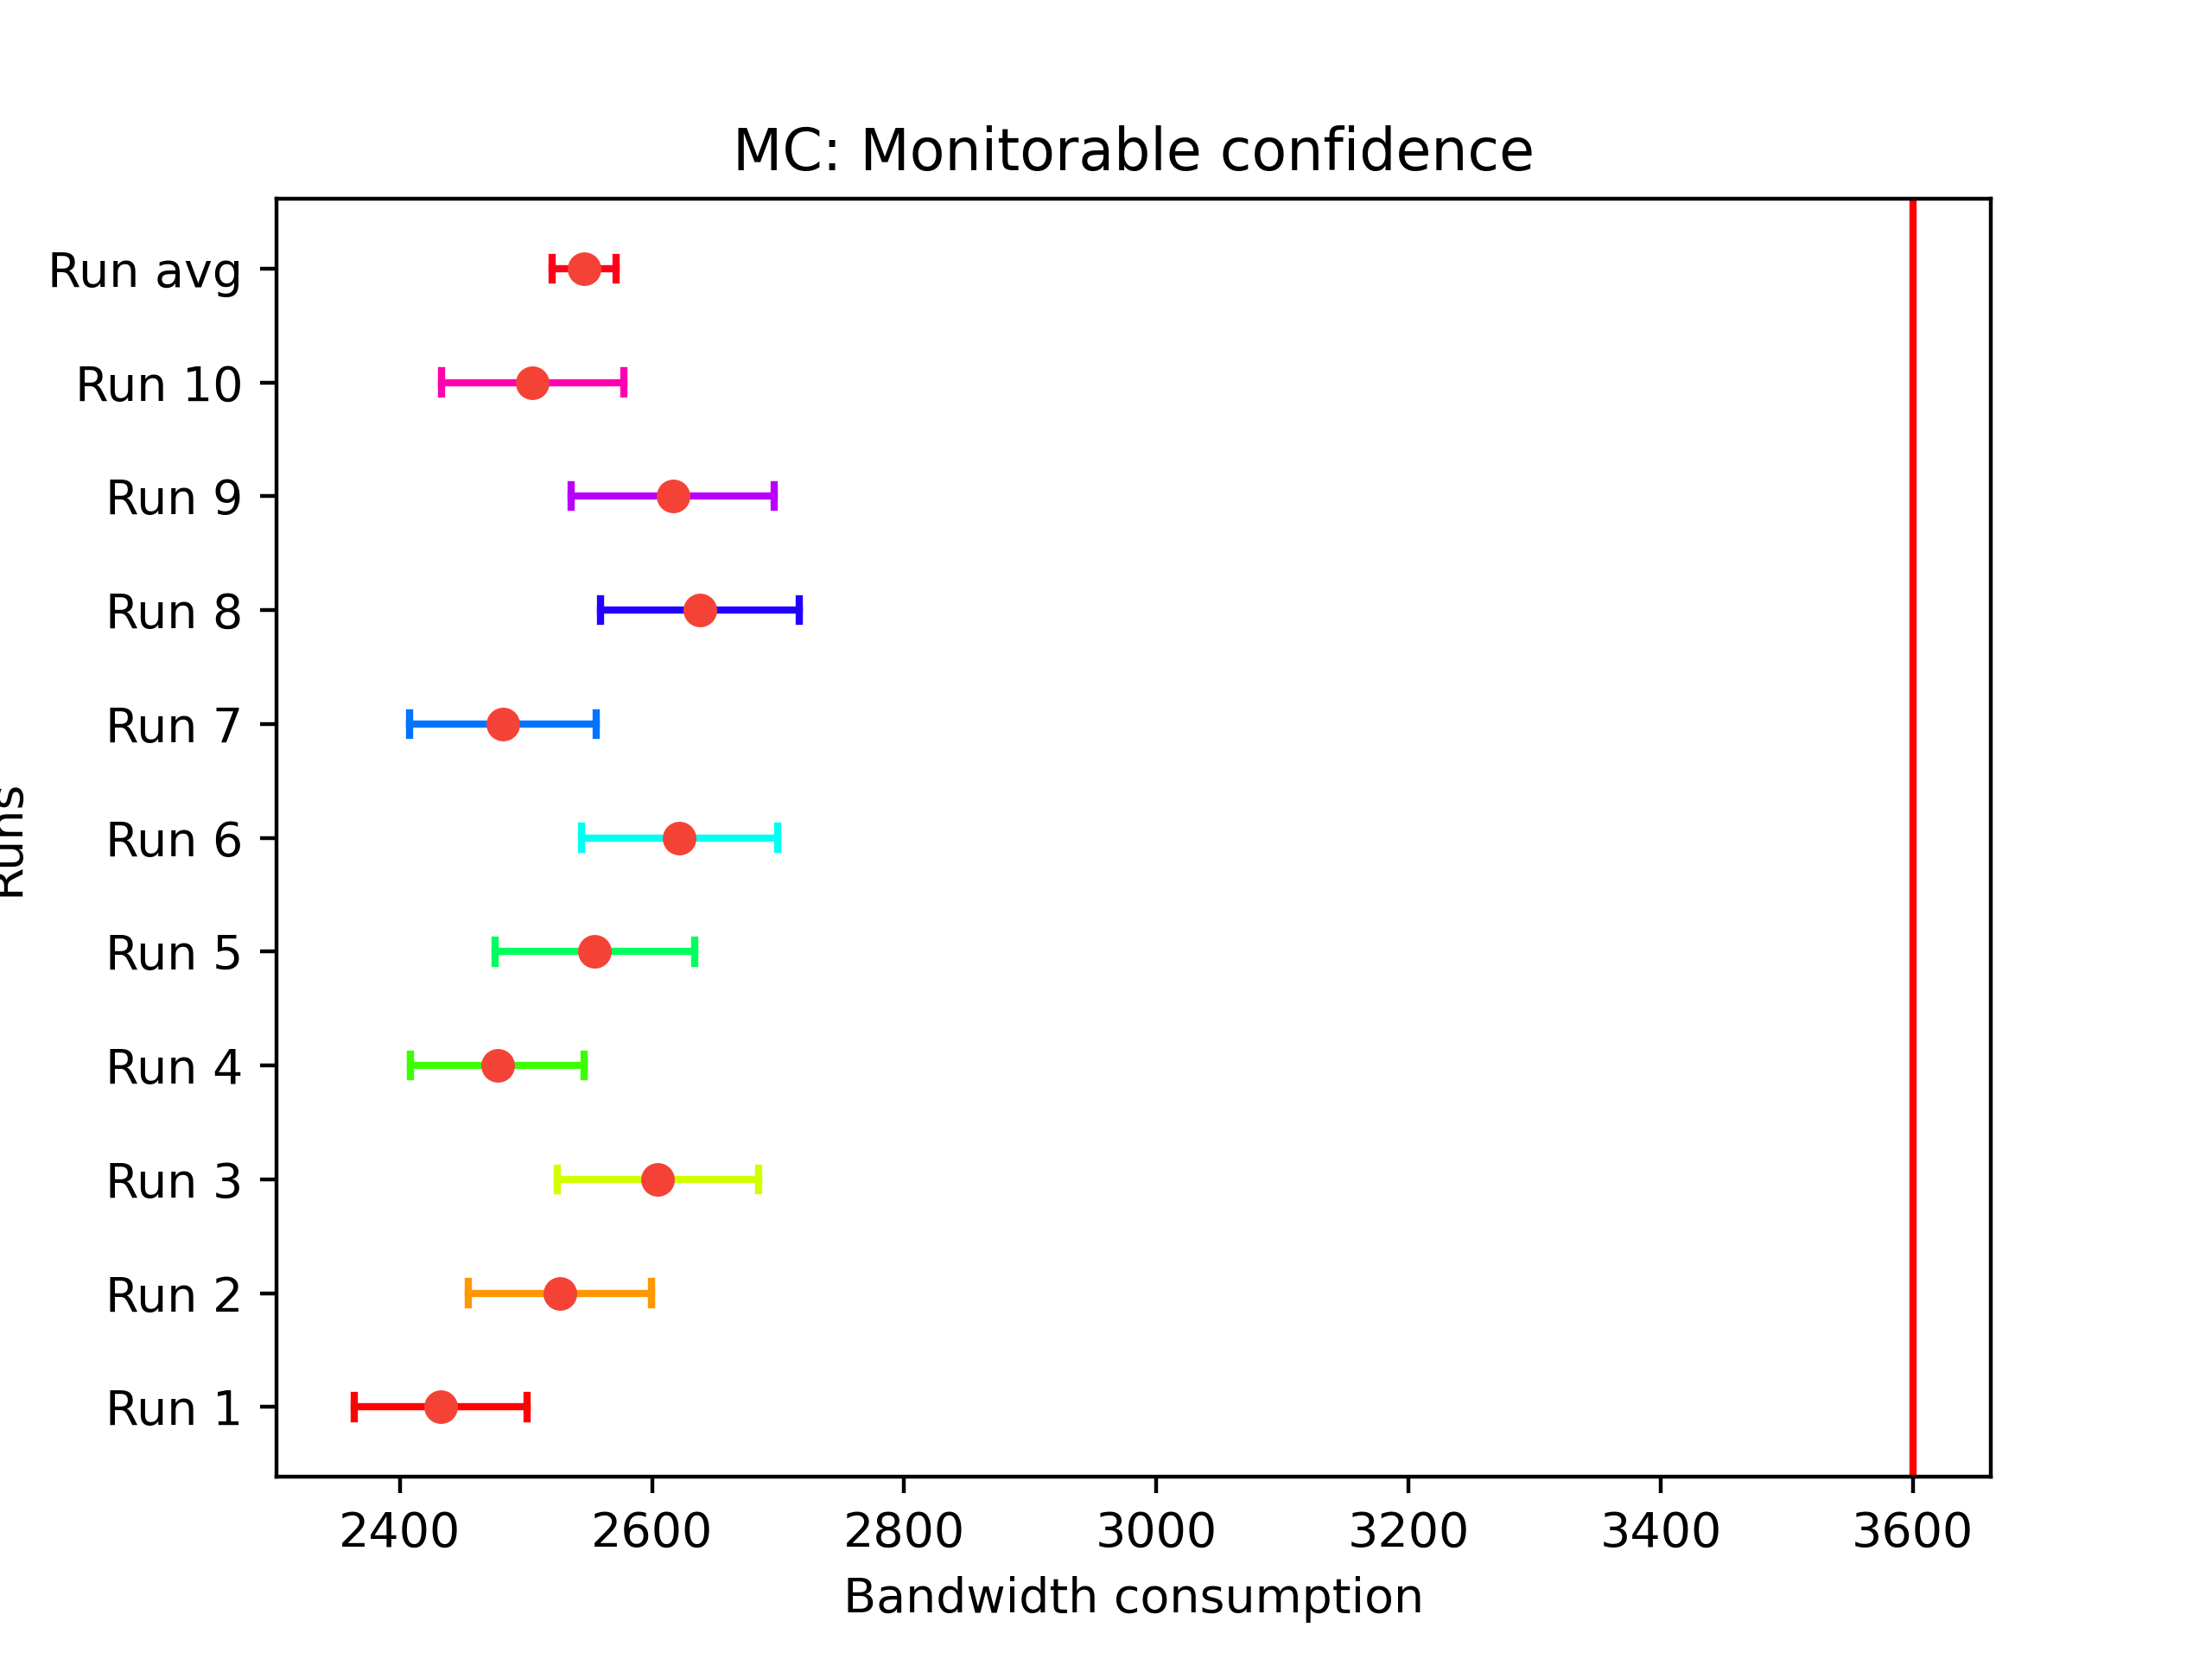 MC: Monitorable confidence
Run avg
Run 10
Run 9
Run 8
Run 7
Run 6
Run 5
Run 4
Run 3
Run 2
Run 1
Runs
2400 2600 2800 3000 3200 3400 3600
Bandwidth consumption